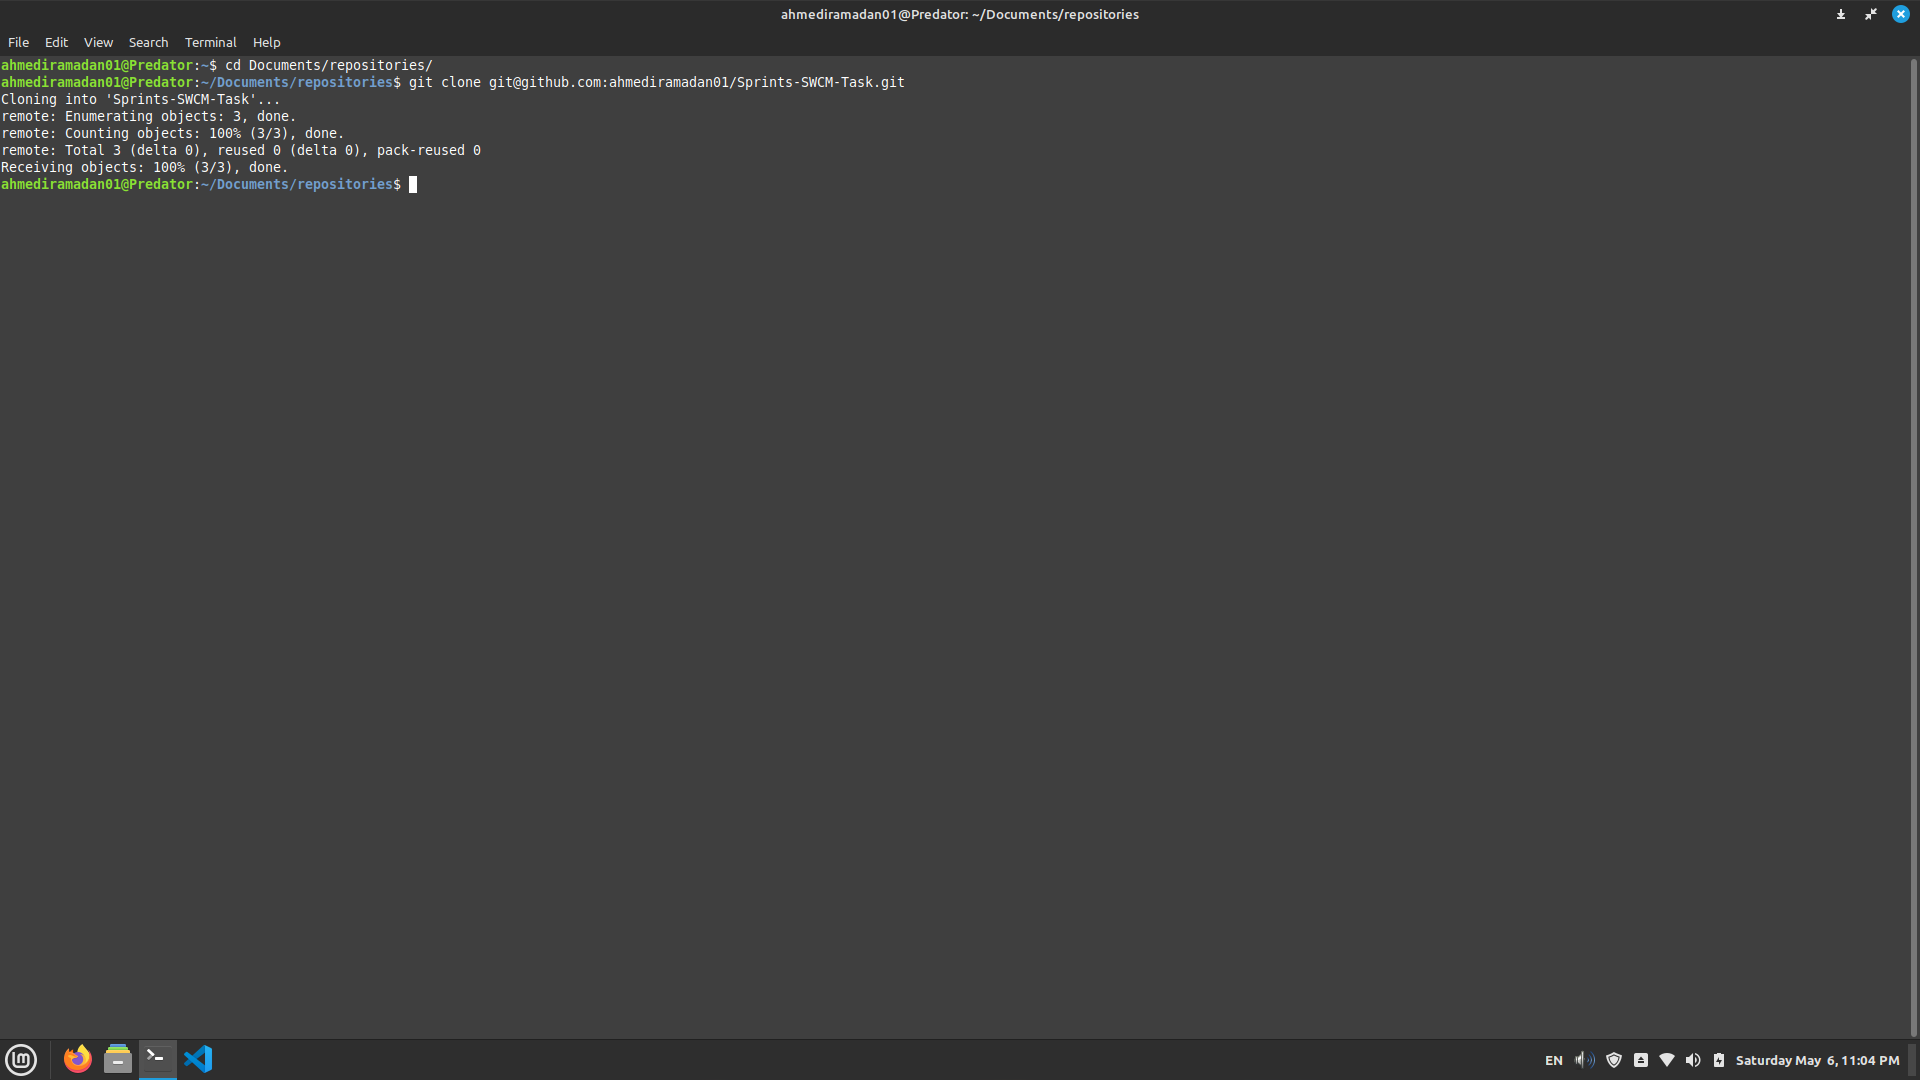 ahmediramadan01@Predator: ~/Documents/repositories
File Edit View Search Terminal Help
ahmediramadan01@Predator:~$ cd Documents/repositories/
ahmediramadan01@Predator:~/Documents/repositories$ git clone git@github.com:ahmediramadan01/Sprints-SWCM-Task.git
Cloning into 'Sprints-SWCM-Task'...
remote: Enumerating objects: 3, done.
remote: Counting objects: 100% (3/3), done.
remote: Total 3 (delta 0), reused 0 (delta 0), pack-reused 0
Receiving objects: 100% (3/3), done.
ahmediramadan01@Predator:~/Documents/repositories$
EN Saturday May 6, 11:04 PM